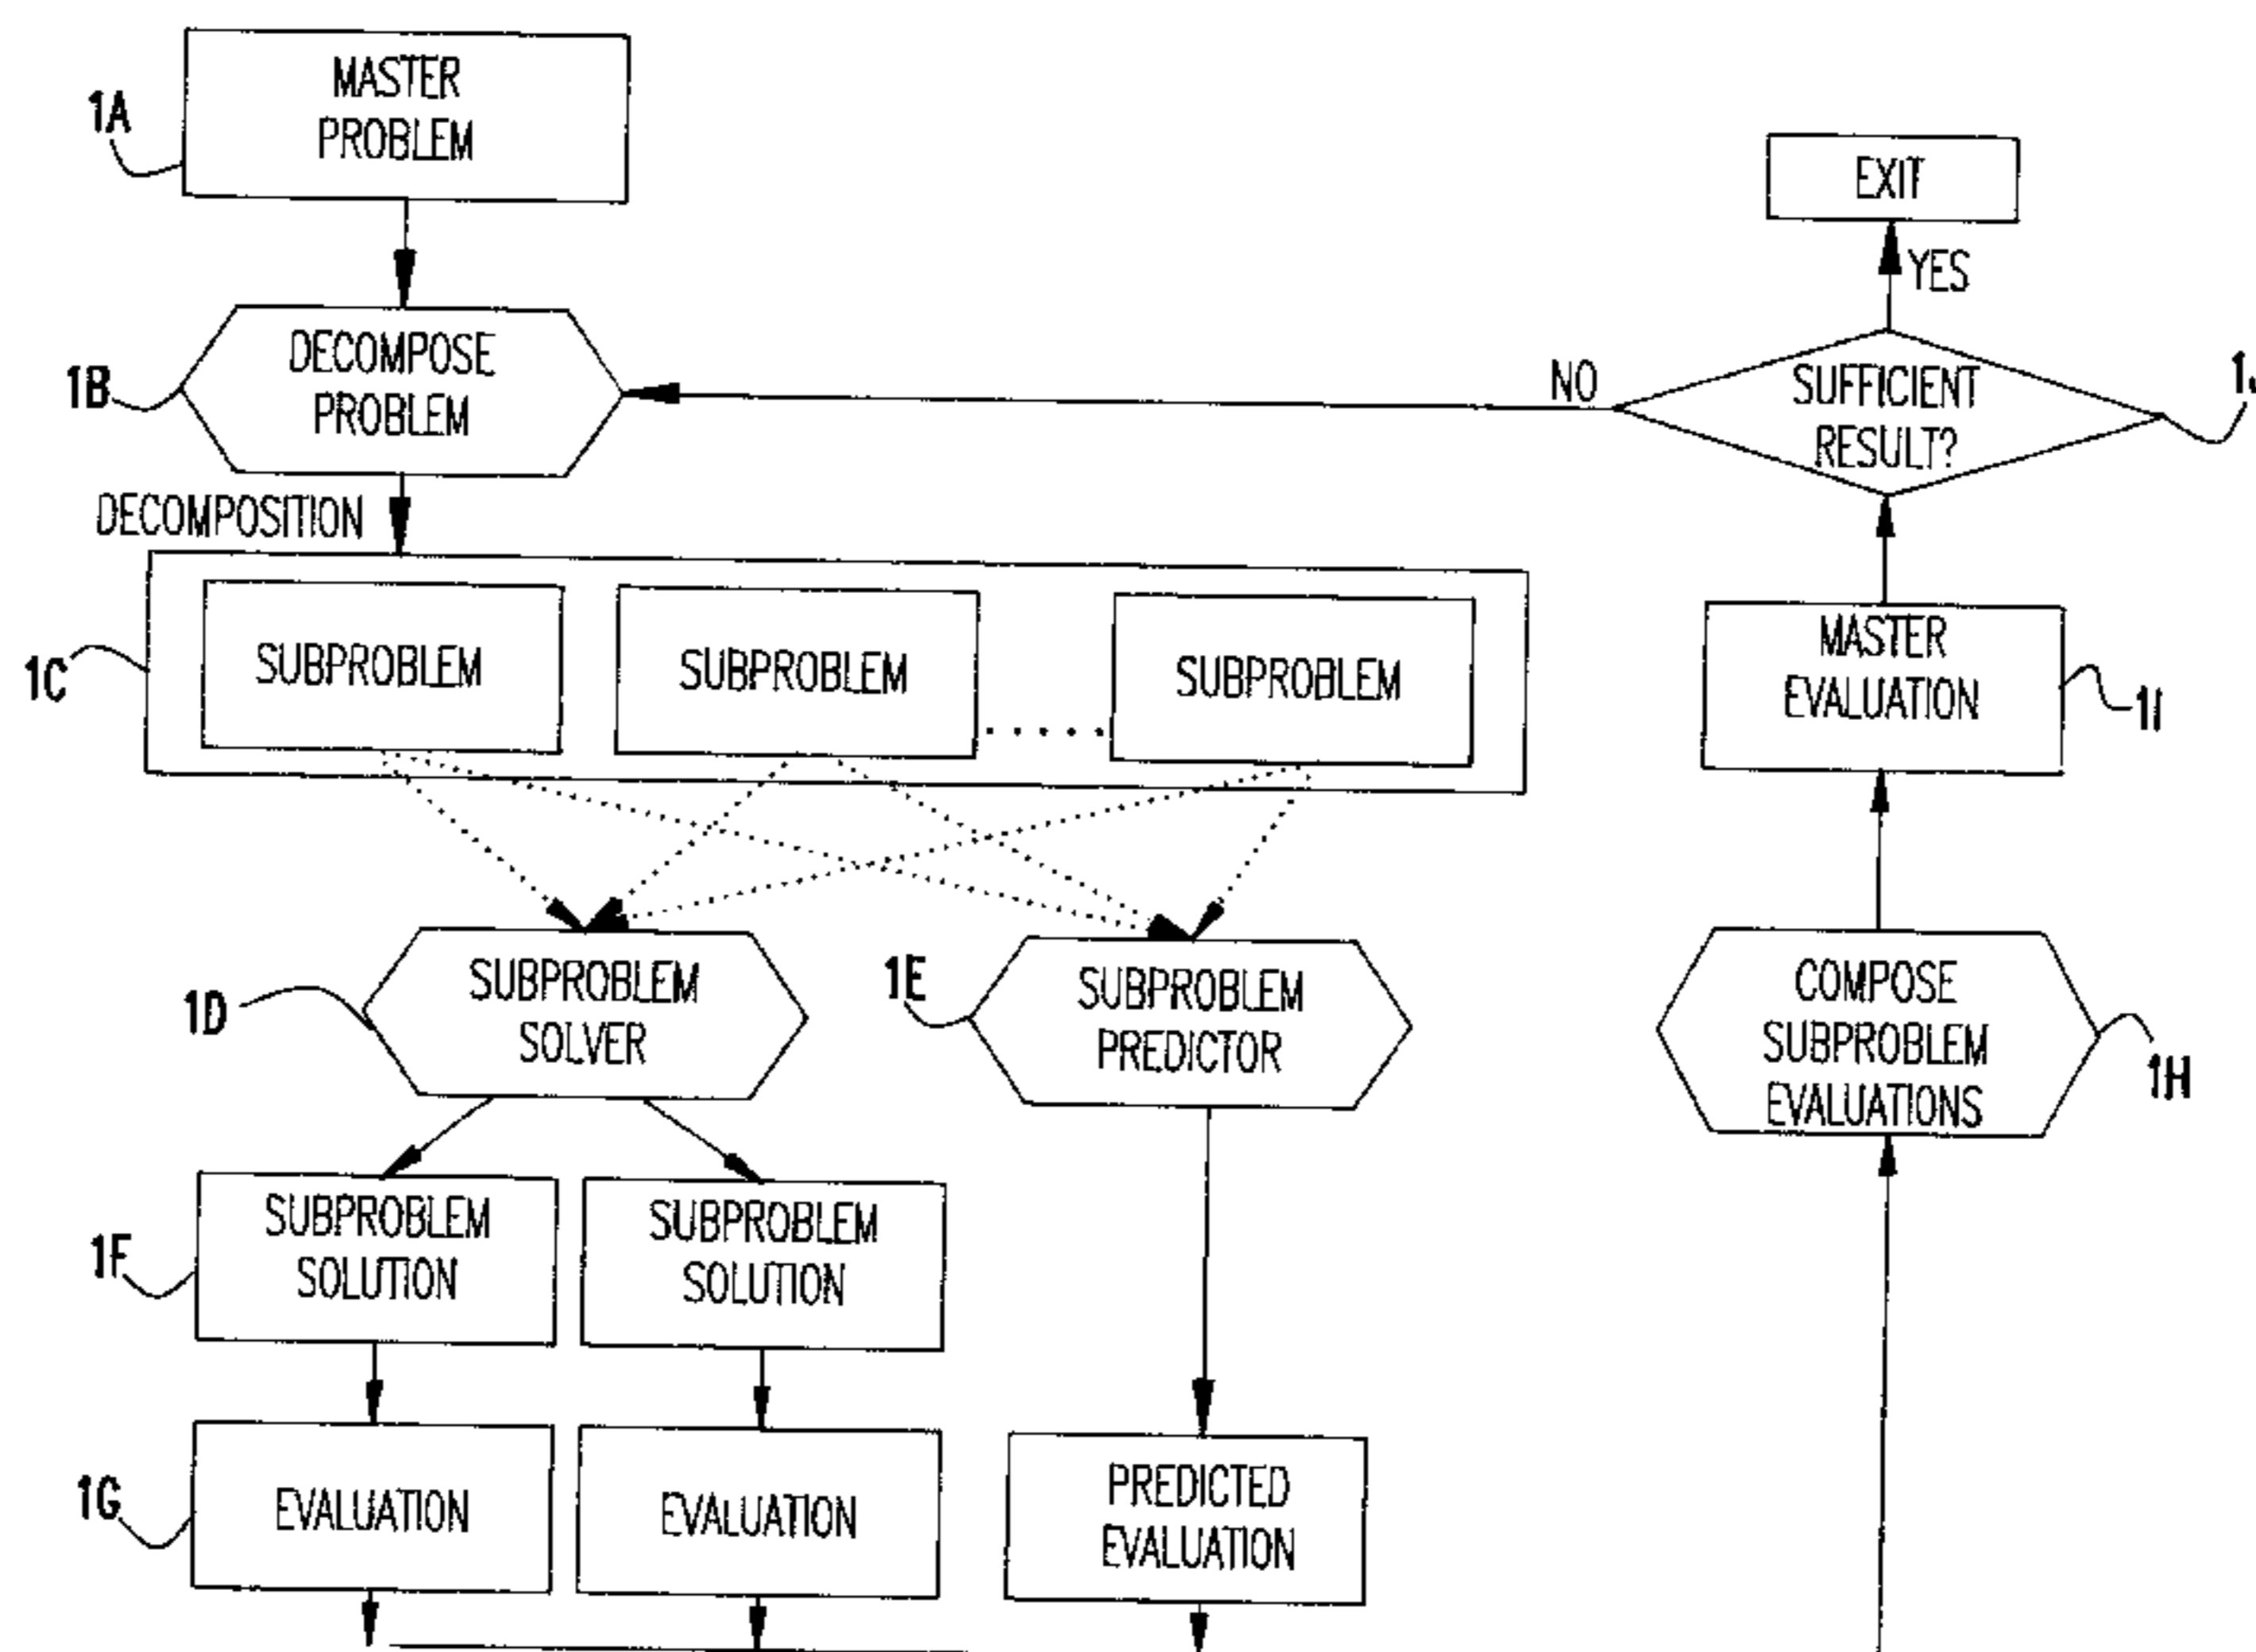 MASTER
PROBLEM
1A
EXIT
YES
DECOMPOSE
PROBLEM
1B
NO
SUFFICIENT
RESULT?
DECOMPOSITION
SUBPROBLEM
SUBPROBLEM
SUBPROBLEM
1C
MASTER
EVALUATION
1I
SUBPROBLEM
SOLVER
1D
1E
SUBPROBLEM
PREDICTOR
COMPOSE
SUBPROBLEM
EVALUATIONS
1H
SUBPROBLEM
SOLUTION
1F
SUBPROBLEM
SOLUTION
EVALUATION
1G
EVALUATION
PREDICTED
EVALUATION